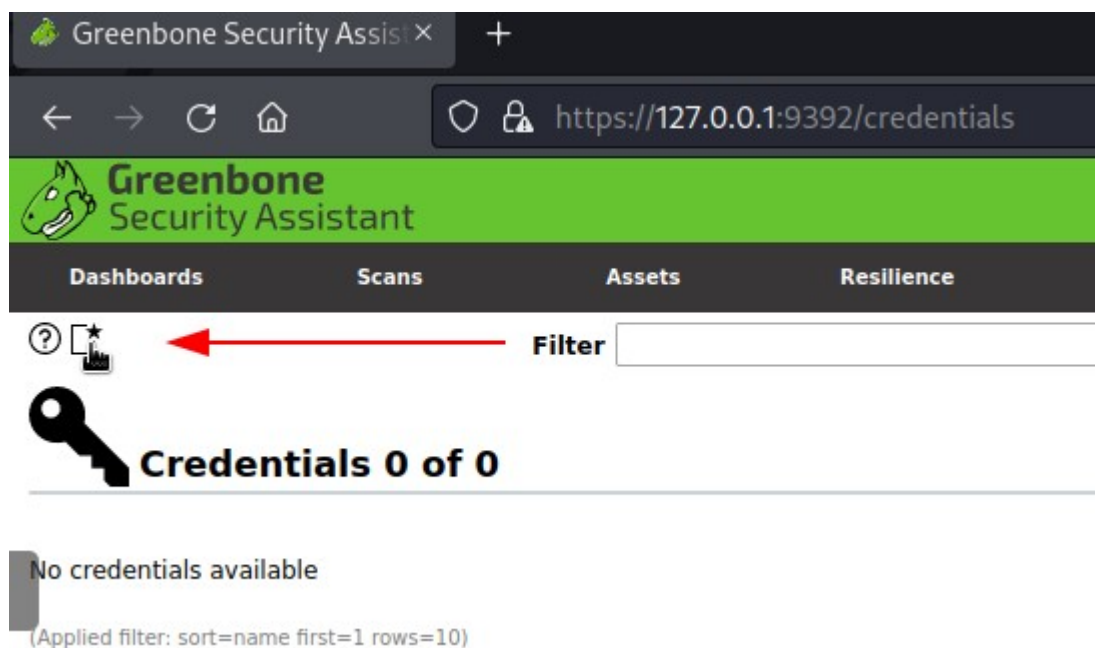 Greenbone Security Assist
https://127.0.0.1:9392/credentials
Greenbone
Security Assistant
Dashboards Scans Assets Resilience
Filter
Credentials 0 of 0
No credentials available
(Applied filter: sort=name first=1 rows=10)